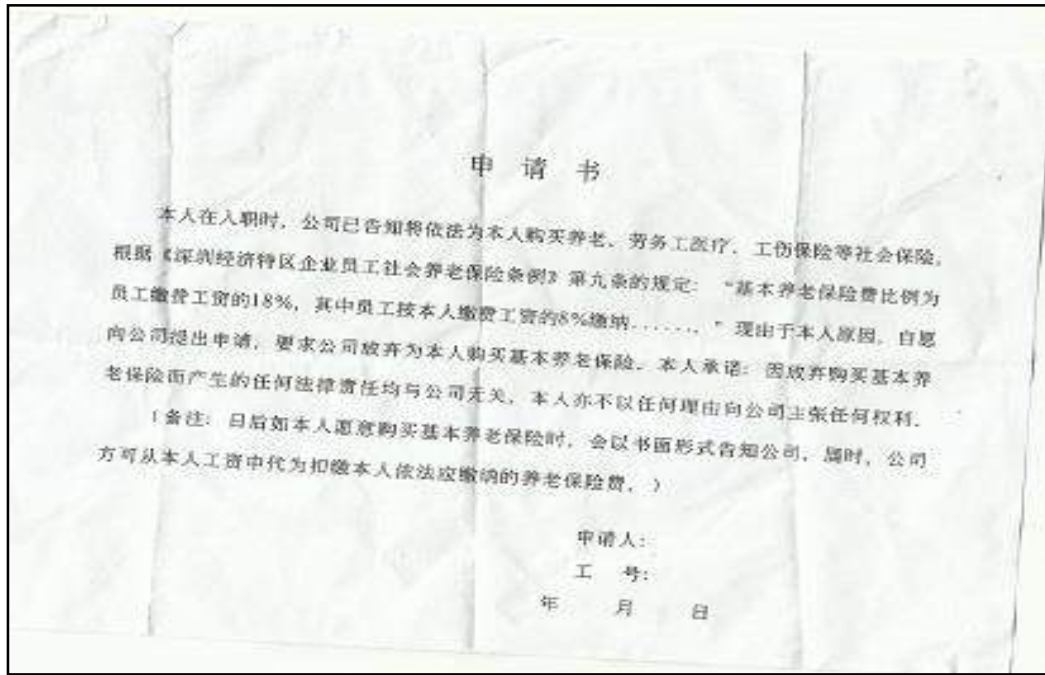 申 请 书
本人在入职时，公司已告知将依法为本人购买养老、劳务工医疗、工伤保险等社会保险。
根据《深圳经济特区企业员工社会养老保险条例》第九条的规定：“基本养老保险费比例为
员工缴费工资的18%，其中员工按本人缴费工资的8%缴纳......。”现由于本人原因，自愿
向公司提出申请，要求公司放弃为本人购买基本养老保险。本人承诺：因放弃购买基本养
老保险而产生的任何法律责任均与公司无关，本人亦不以任何理由向公司主张任何权利。
（备注：日后如本人愿意购买基本养老保险时，会以书面形式告知公司，届时，公司
方可从本人工资中代为扣缴本人依法应缴纳的养老保险费。）
申请人：
工 号：
年 月 日